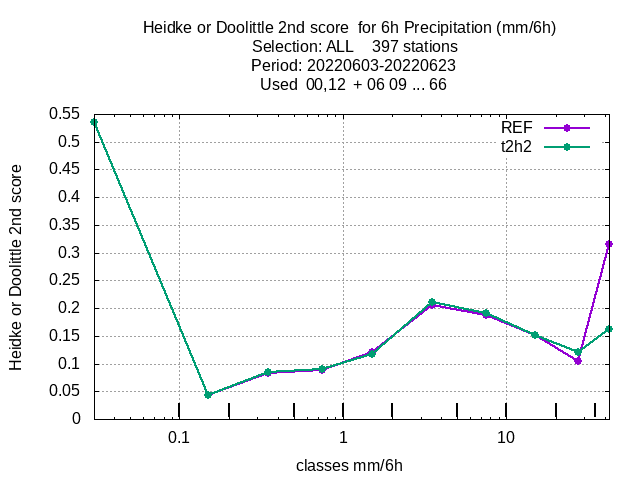 Heidke or Doolittle 2nd score  for 6h Precipitation (mm/6h)
Selection: ALL    397 stations
Period: 20220603-20220623
Used  00,12  + 06 09 ... 66
REF
t2h2
0.55
0.5
0.45
0.4
0.35
0.3
0.25
0.2
0.15
0.1
0.05
0
Heidke or Doolittle 2nd score
0.1 1 10
classes mm/6h